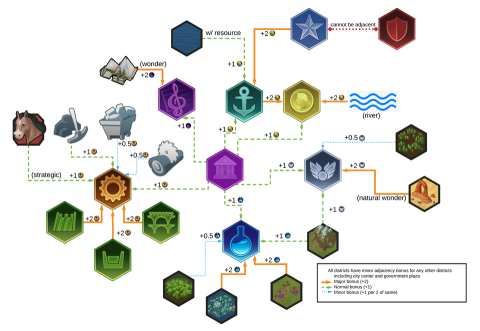 w/ resource
+2
cannot be adjacent
(wonder)
+2
+1
+2
+2
(river)
+1
+1
+1
+0.5
+0.5
+1
+0.5
(strategic)
+1
+1
+1
+2
(natural wonder)
+2
+2
+2
+1
+1
+0.5
+1
+2
+2
All districts have minor adjacency bonus for any other districts
including city center and government plaza
Major bonus (+2)
Normal bonus (+1)
Minor bonus (+1 per 2 of same)